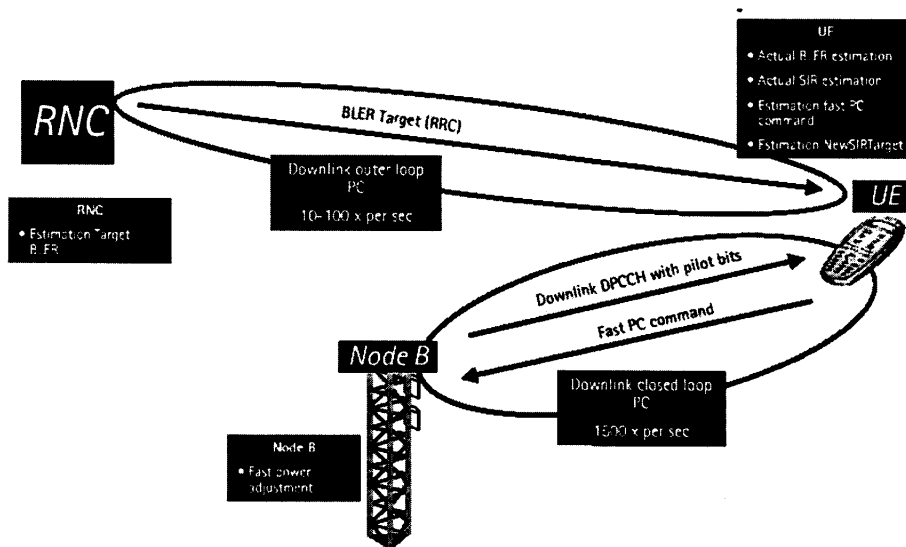 UE
• Actual BLER estimation
• Actual SIR estimation
• Estimation fast PC
command
• Estimation NewSIRTarget
RNC
BLER Target (RRC)
Downlink outer loop
PC
10-100 x per sec
UE
RNC
• Estimation Target
BLER
Downlink DPCCH with pilot bits
Fast PC command
Node B
Downlink closed loop
PC
1500 x per sec
Node B
• Fast power
adjustment